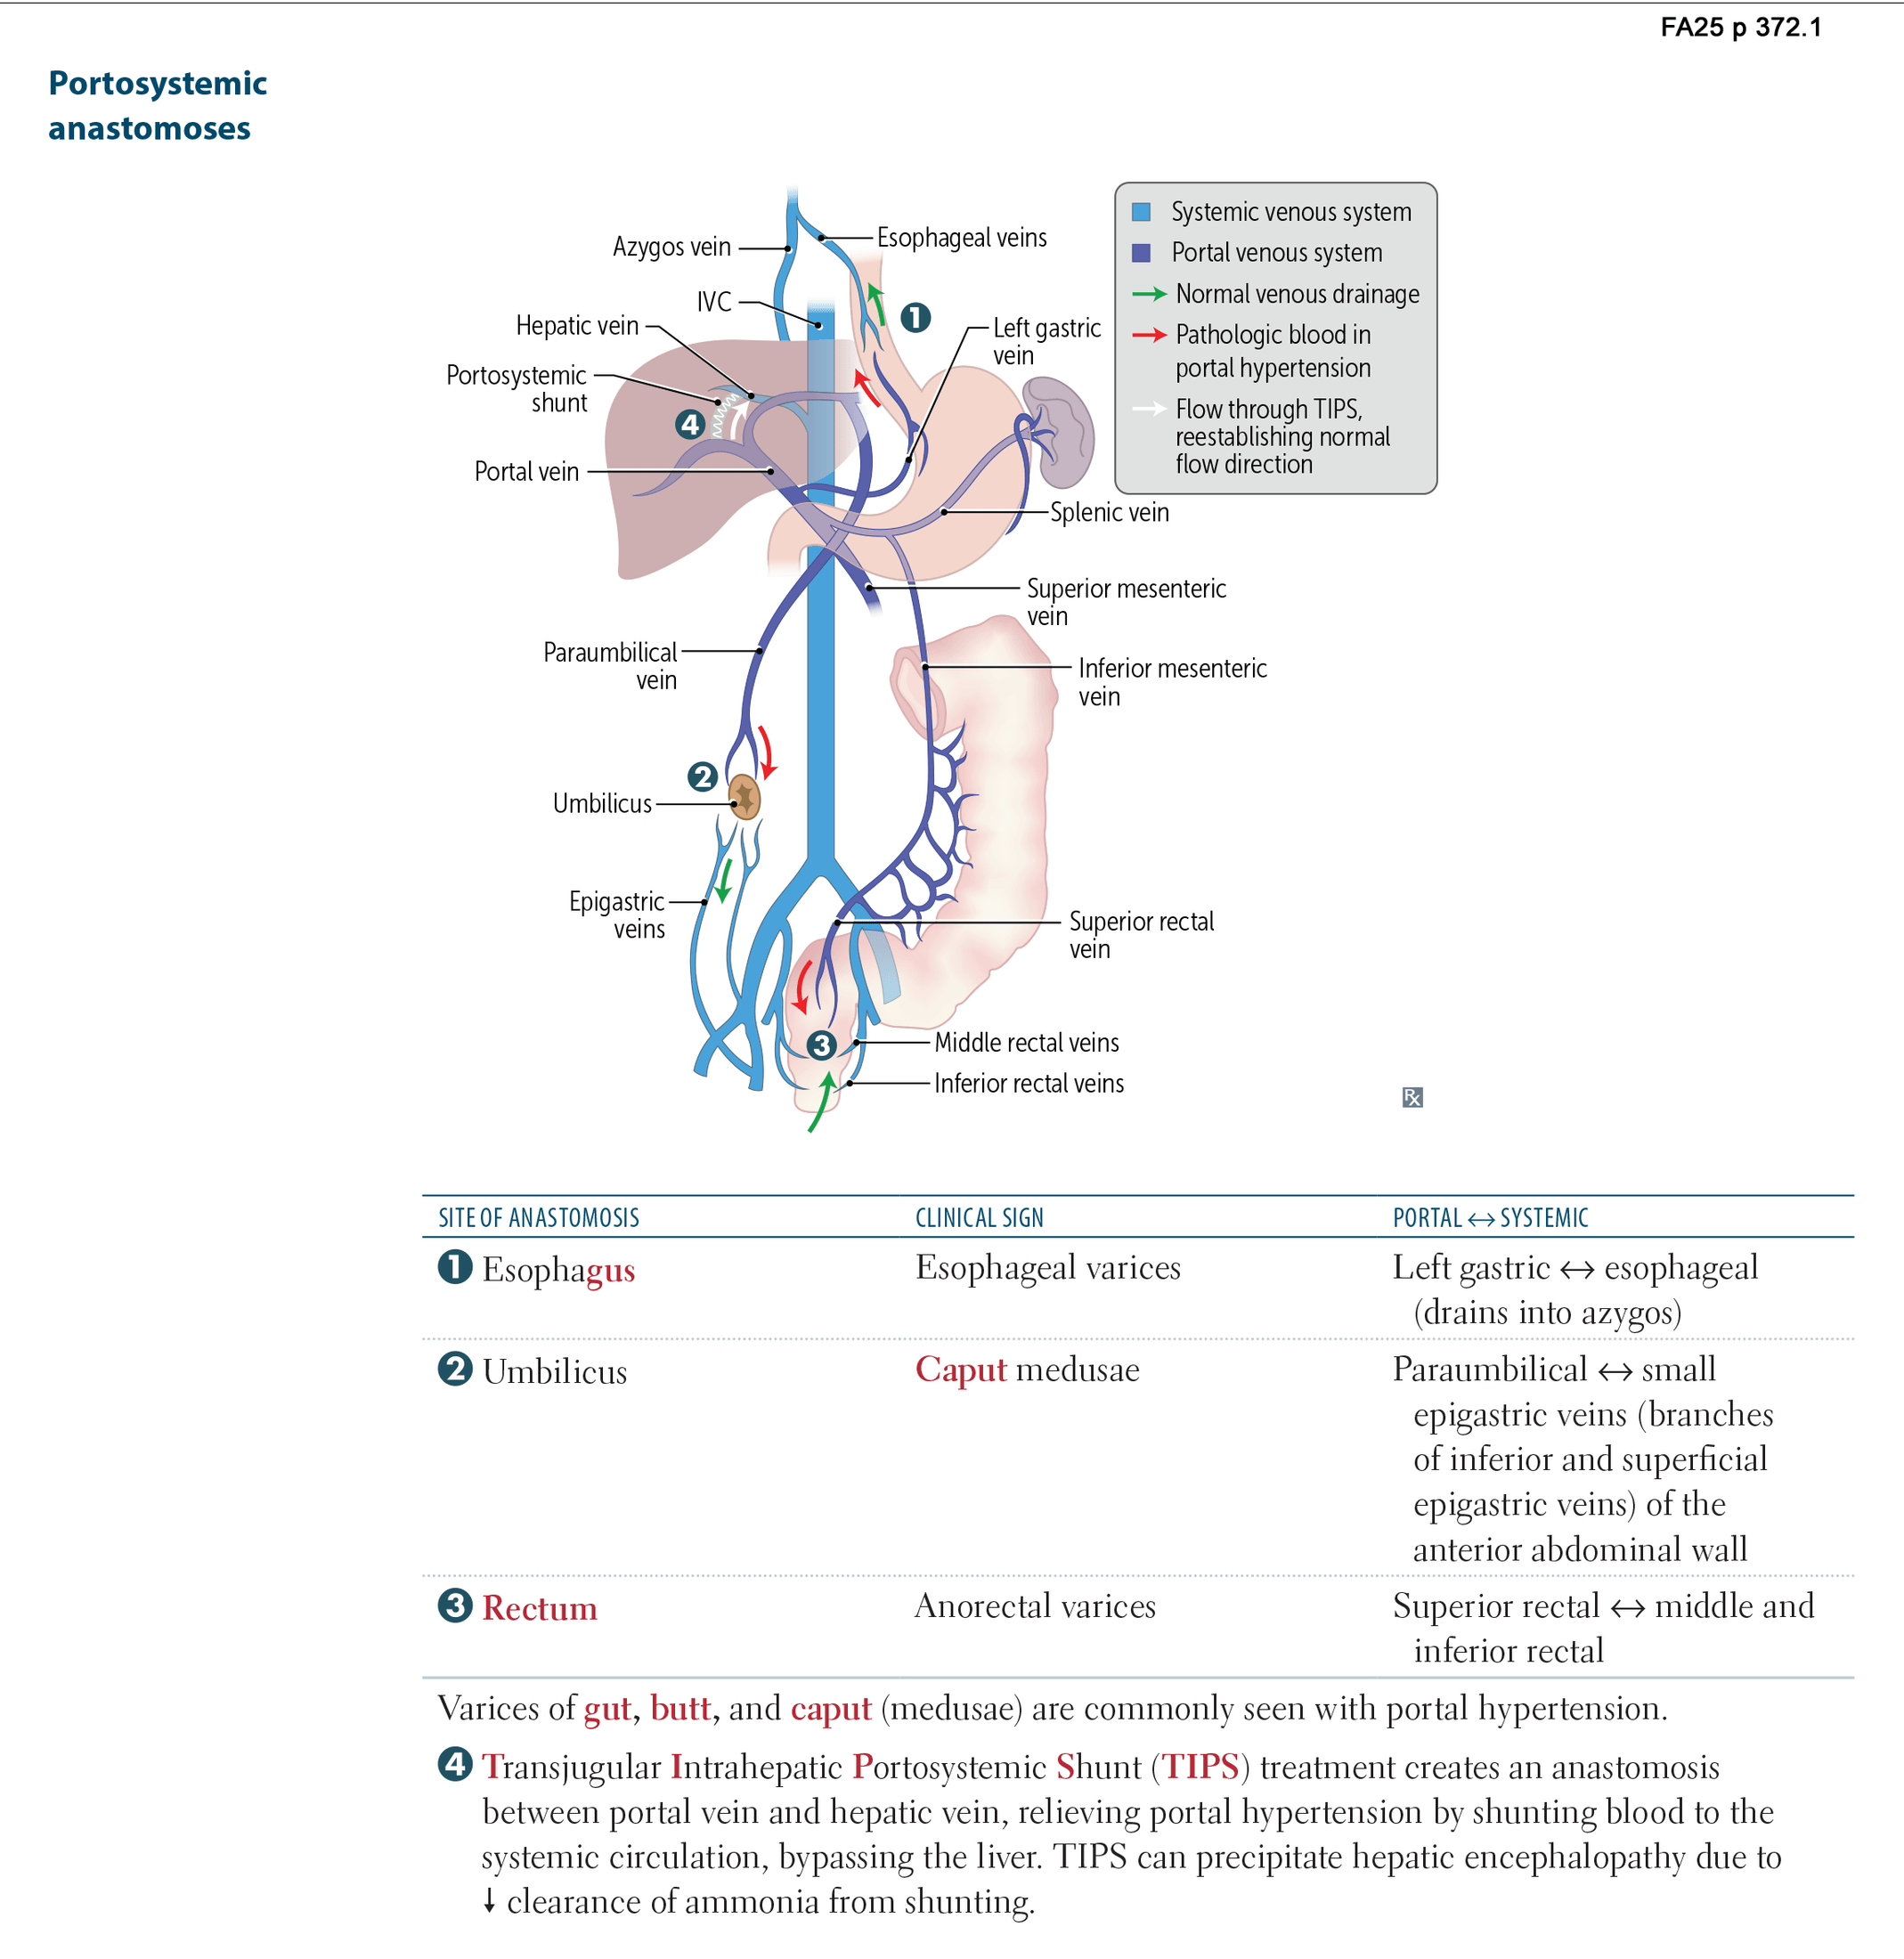 FA25 p 372.1
Portosystemic
anastomoses
Azygos vein
Esophageal veins
IVC
Hepatic vein
Left gastric
vein
Portosystemic
shunt
4
1
Portal vein
Splenic vein
Superior mesenteric
vein
Paraumbilical
vein
Inferior mesenteric
vein
2
Umbilicus
Epigastric
veins
Superior rectal
vein
3
Middle rectal veins
Inferior rectal veins
Systemic venous system
Portal venous system
Normal venous drainage
Pathologic blood in
portal hypertension
Flow through TIPS,
reestablishing normal
flow direction
Rx
SITE OF ANASTOMOSIS CLINICAL SIGN PORTAL ↔ SYSTEMIC
1 Esophagus Esophageal varices Left gastric ↔ esophageal
(drains into azygos)
2 Umbilicus Caput medusae Paraumbilical ↔ small
epigastric veins (branches
of inferior and superficial
epigastric veins) of the
anterior abdominal wall
3 Rectum Anorectal varices Superior rectal ↔ middle and
inferior rectal
Varices of gut, butt, and caput (medusae) are commonly seen with portal hypertension.
4 Transjugular Intrahepatic Portosystemic Shunt (TIPS) treatment creates an anastomosis
between portal vein and hepatic vein, relieving portal hypertension by shunting blood to the
systemic circulation, bypassing the liver. TIPS can precipitate hepatic encephalopathy due to
↓ clearance of ammonia from shunting.